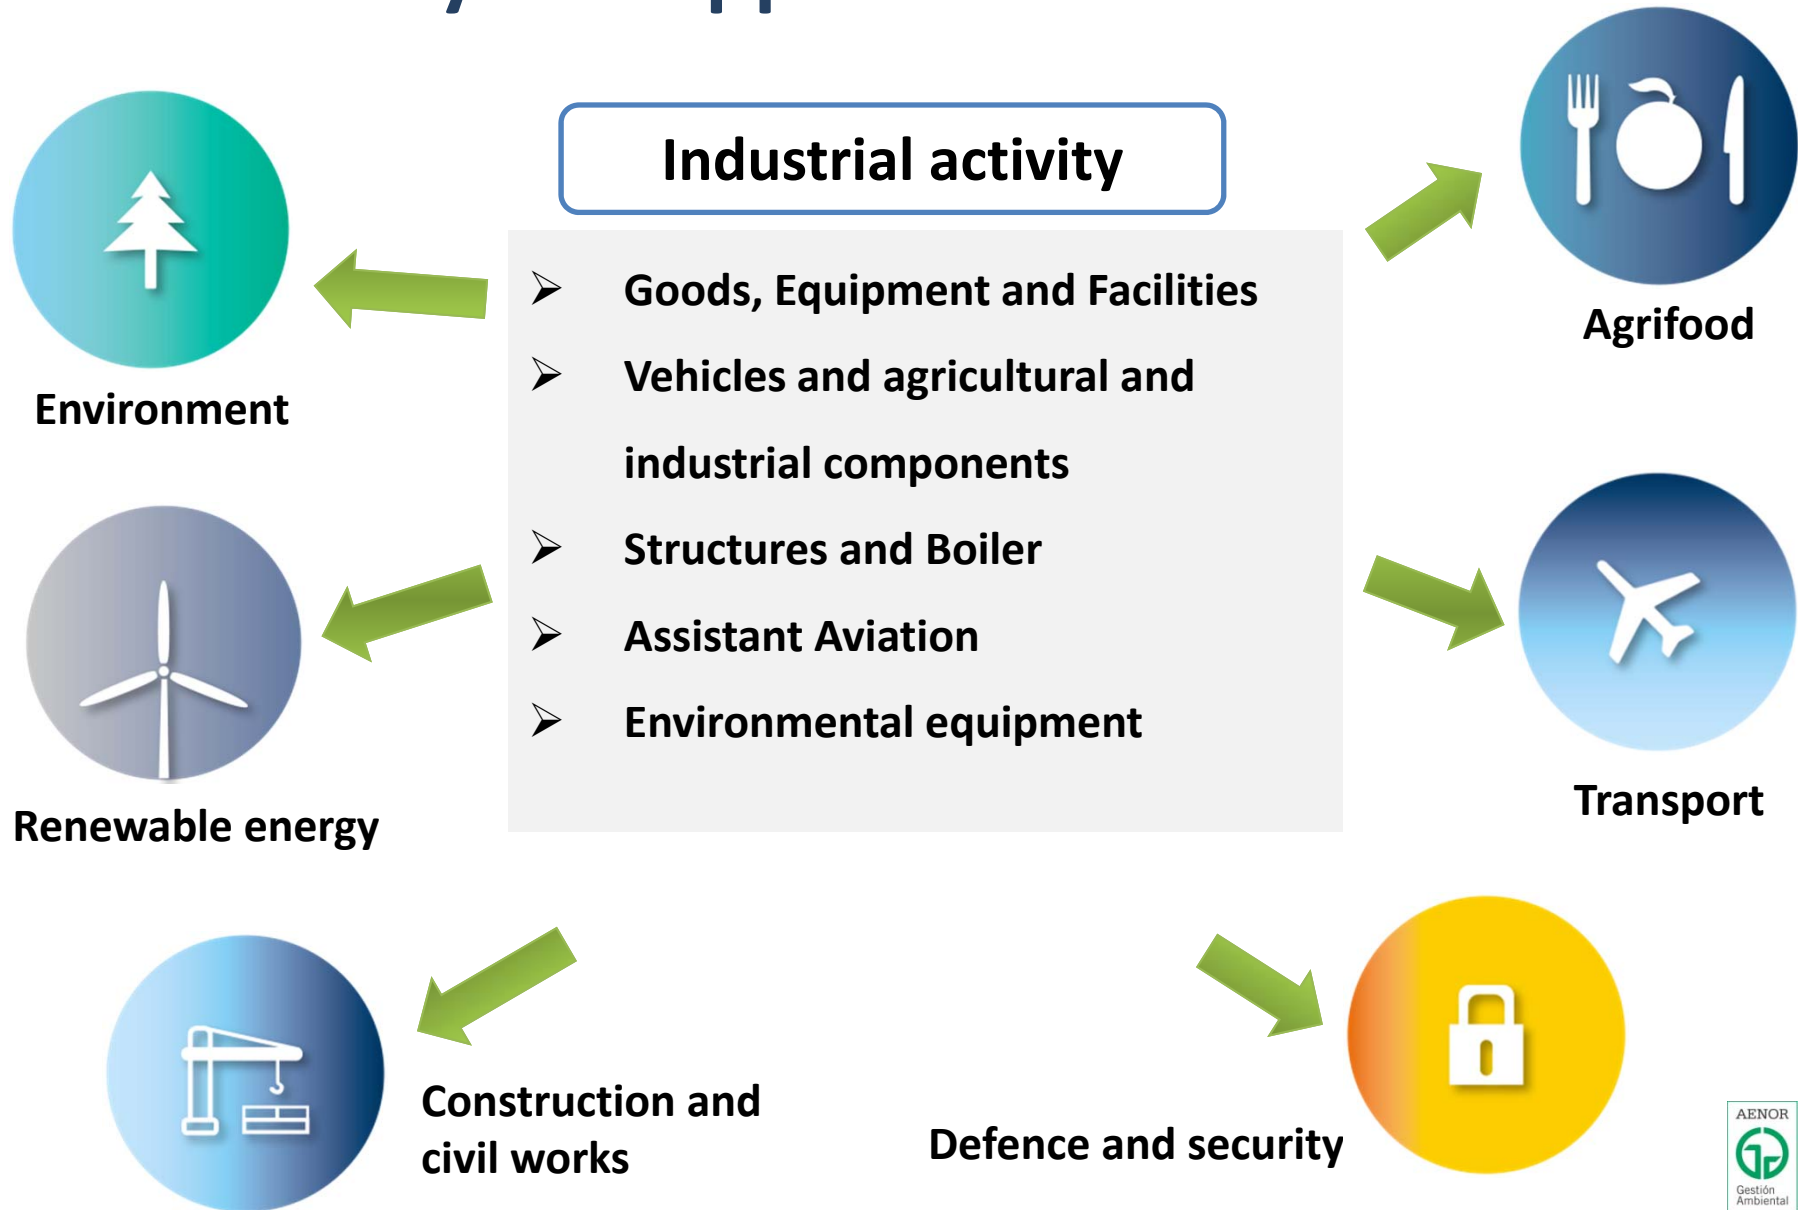 Industrial activity
Environment
Agrifood
➢ Goods, Equipment and Facilities
➢ Vehicles and agricultural and
industrial components
➢ Structures and Boiler
➢ Assistant Aviation
➢ Environmental equipment
Renewable energy
Transport
Construction and
civil works
Defence and security
AENOR
Gestión
Ambiental